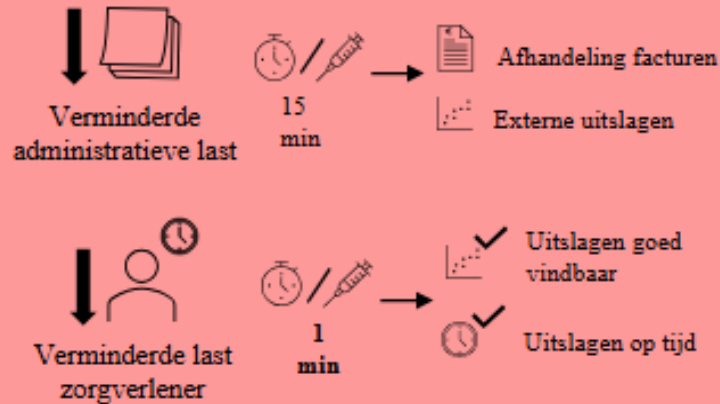 Verminderde
administratieve last
15
min
Afhandeling facturen
Externe uitslagen
Verminderde last
zorgverlener
1
min
Uitslagen goed
vindbaar
Uitslagen op tijd